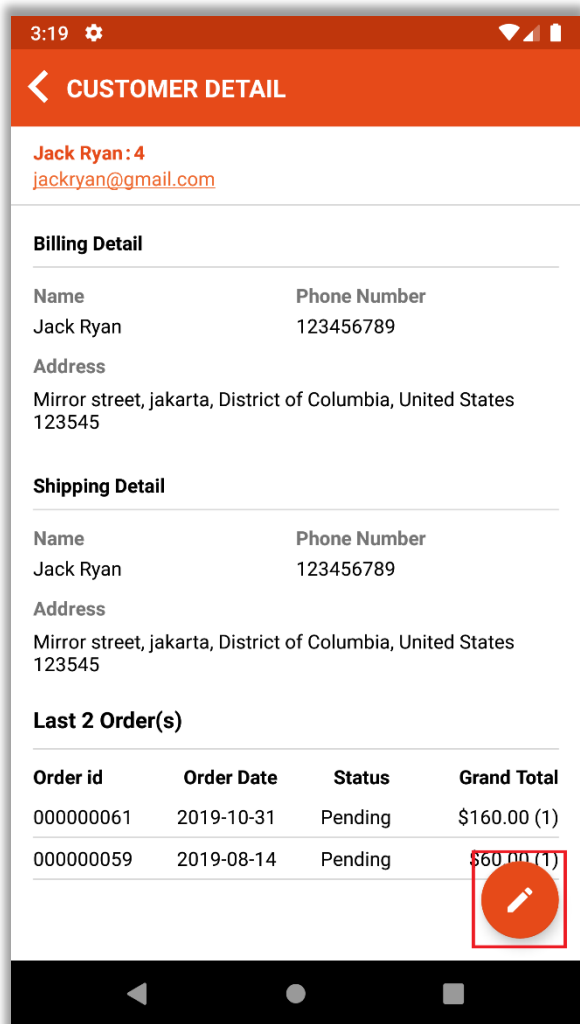 3:19
CUSTOMER DETAIL
Jack Ryan : 4
jackryan@gmail.com
Billing Detail
Name Phone Number
Jack Ryan 123456789
Address
Mirror street, jakarta, District of Columbia, United States
123545
Shipping Detail
Name Phone Number
Jack Ryan 123456789
Address
Mirror street, jakarta, District of Columbia, United States
123545
Last 2 Order(s)
Order id Order Date Status Grand Total
000000061 2019-10-31 Pending $160.00 (1)
000000059 2019-08-14 Pending $60.00 (1)